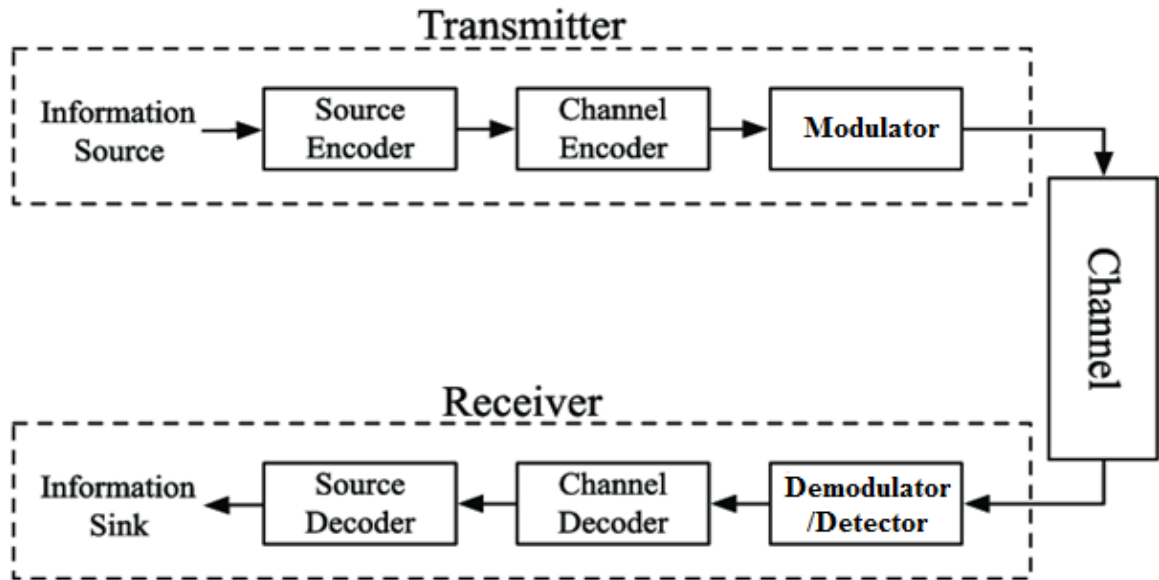 Transmitter
Information
Source
Source
Encoder
Channel
Encoder
Modulator
Channel
Receiver
Information
Sink
Source
Decoder
Channel
Decoder
Demodulator
/Detector